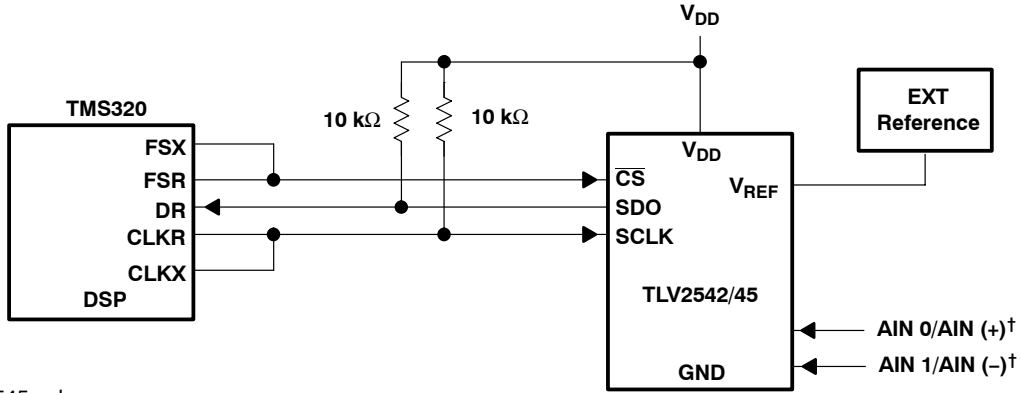 VDD
TMS320
10 kΩ
10 kΩ
EXT
Reference
FSX
FSR
DR
CLKR
CLKX
DSP
VDD
CS
SDO
SCLK
VREF
TLV2542/45
GND
AIN 0/AIN (+)†
AIN 1/AIN (−)†